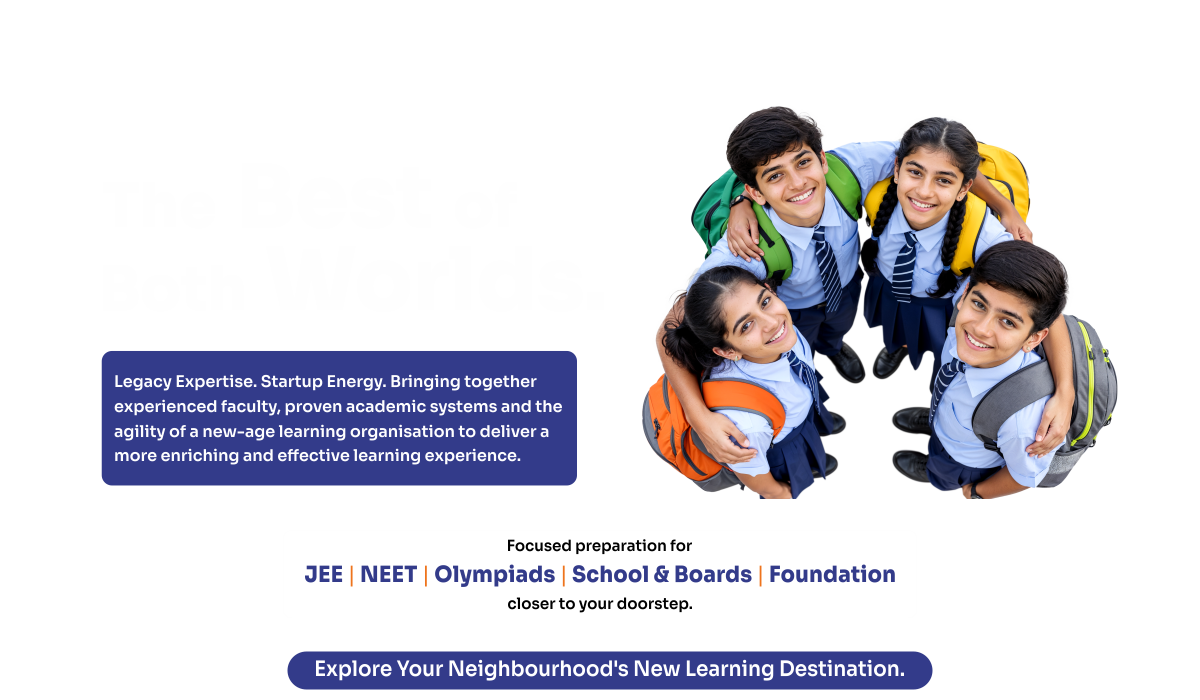 The Best of
Both Worlds.
Legacy Expertise. Startup Energy. Bringing together
experienced faculty, proven academic systems and the
agility of a new-age learning organisation to deliver a
more enriching and effective learning experience.
Focused preparation for
JEE | NEET | Olympiads | School & Boards | Foundation
closer to your doorstep.
Explore Your Neighbourhood's New Learning Destination.